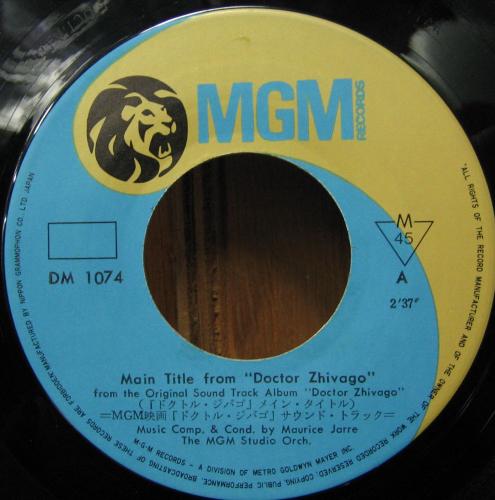 MGM
RECORDS
DM 1074
M
45
A
2'37"
Main Title from "Doctor Zhivago"
from the Original Sound Track Album "Doctor Zhivago"
(『ドクトル・ジバゴ』メイン・タイトル)
=MGM映画『ドクトル・ジバゴ』サウンド・トラック=
Music Comp. & Cond. by Maurice Jarre
The MGM Studio Orch.
M-G-M RECORDS - A DIVISION OF METRO GOLDWYN MAYER INC.
"ALL RIGHTS OF THE RECORD MANUFACTURER AND OF THE OWNER OF THE WORK RECORDED RESERVED. COPYING, PUBLIC PERFORMANCE, BROADCASTING OF THESE RECORDS ARE FORBIDDEN." MANUFACTURED BY NIPPON GRAMMOPHON CO., LTD. JAPAN